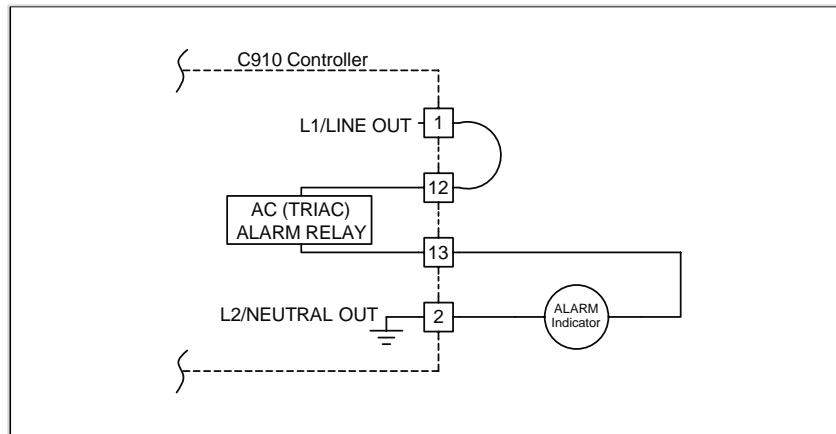 C910 Controller
L1/LINE OUT
1
12
AC (TRIAC)
ALARM RELAY
13
L2/NEUTRAL OUT
2
ALARM
Indicator